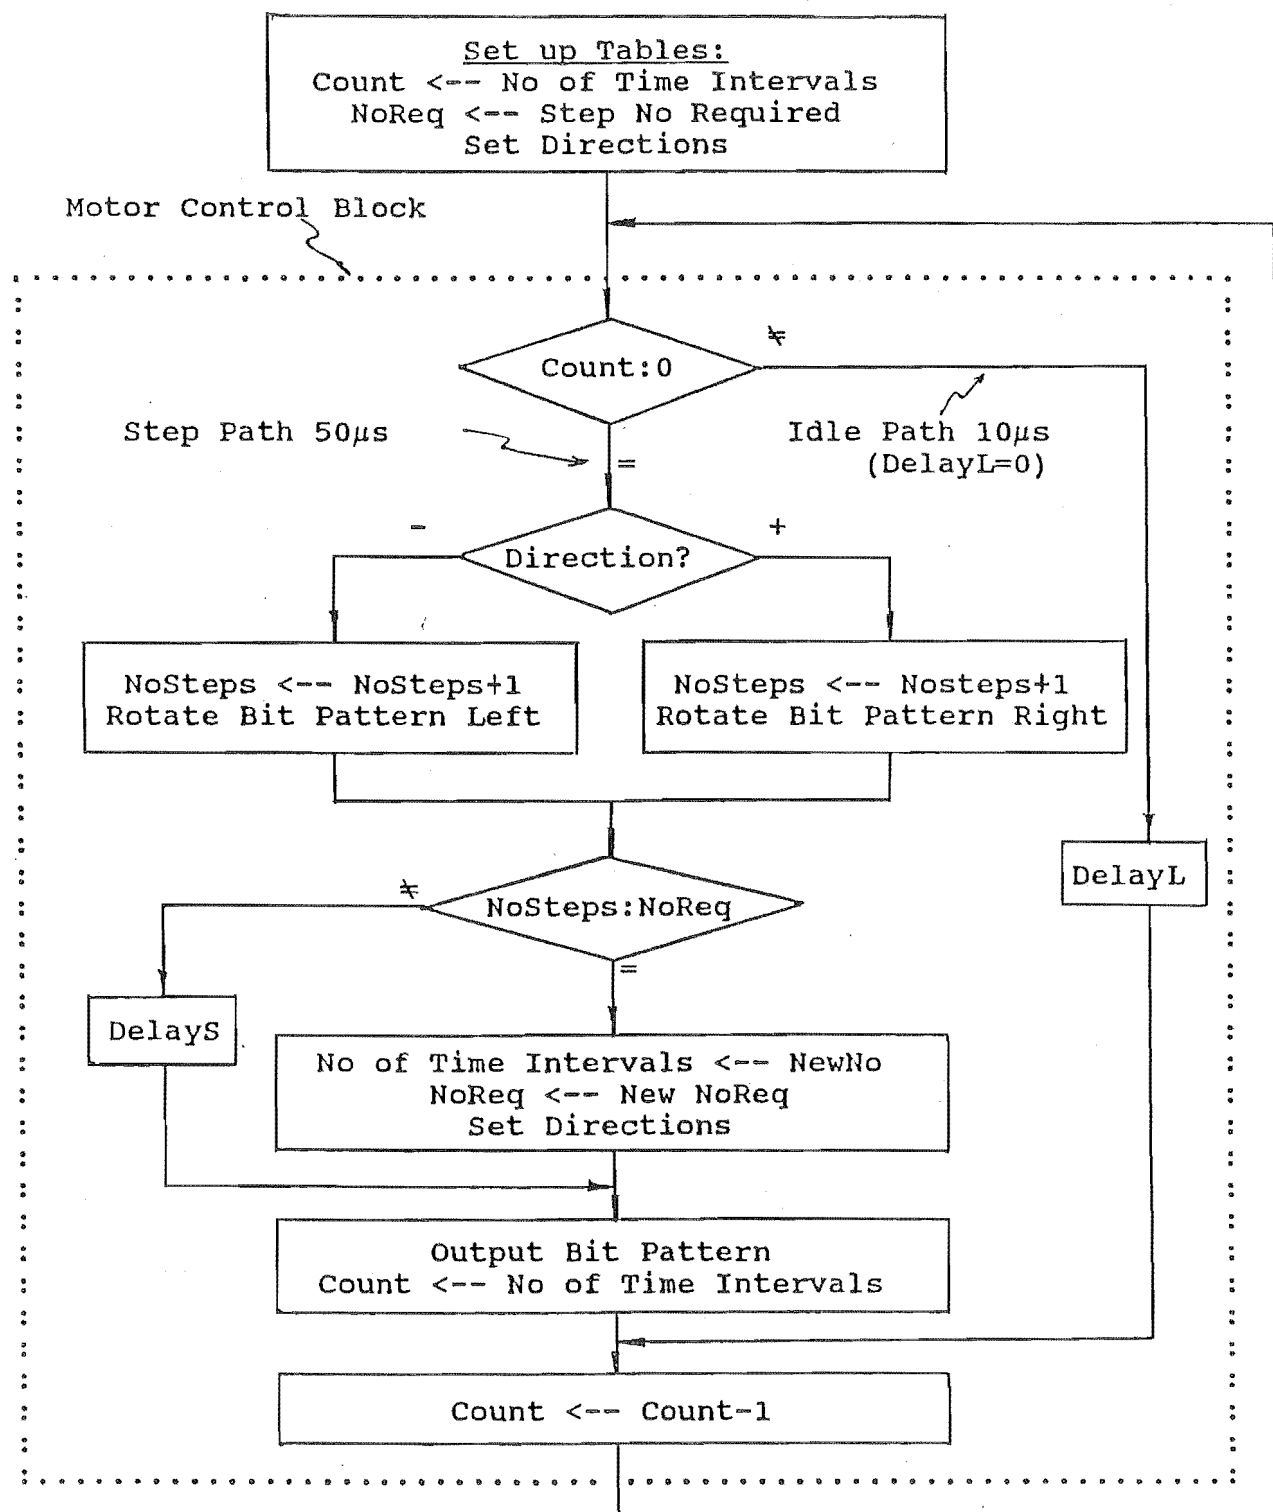 Set up Tables:
Count <-- No of Time Intervals
NoReq <-- Step No Required
Set Directions
Motor Control Block
Count:0
≠
Step Path 50µs
=
Idle Path 10µs
(DelayL=0)
-
Direction?
+
NoSteps <-- NoSteps+1
Rotate Bit Pattern Left
NoSteps <-- Nosteps+1
Rotate Bit Pattern Right
DelayL
≠
NoSteps:NoReq
=
DelayS
No of Time Intervals <-- NewNo
NoReq <-- New NoReq
Set Directions
Output Bit Pattern
Count <-- No of Time Intervals
Count <-- Count-1